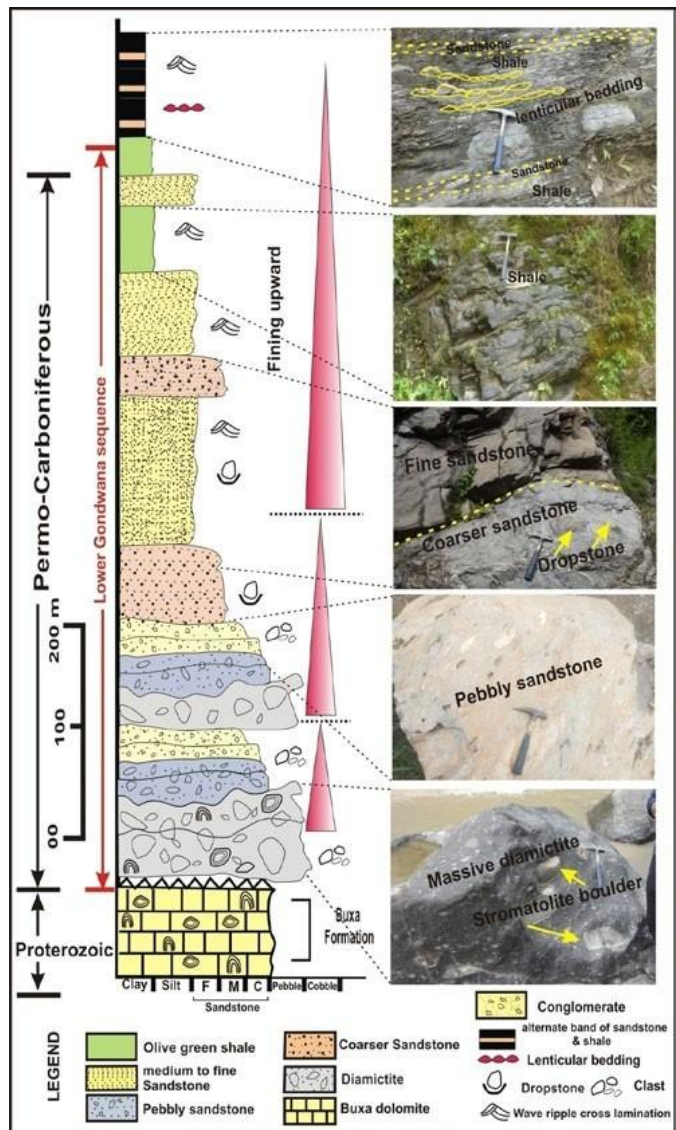 Permo-Carboniferous
Lower Gondwana sequence
200 m
100
00
Proterozoic
Fining upward
Buxa
Formation
Clay
Silt
F
M
C
Pebble
Cobble
Sandstone
Sandstone
Shale
lenticular bedding
Sandstone
Shale
Shale
Fine sandstone
Coarser sandstone
Dropstone
Pebbly sandstone
Massive diamictite
Stromatolite boulder
LEGEND
Olive green shale
medium to fine
Sandstone
Pebbly sandstone
Coarser Sandstone
Diamictite
Buxa dolomite
Conglomerate
alternate band of sandstone
& shale
Lenticular bedding
Dropstone
Clast
Wave ripple cross lamination